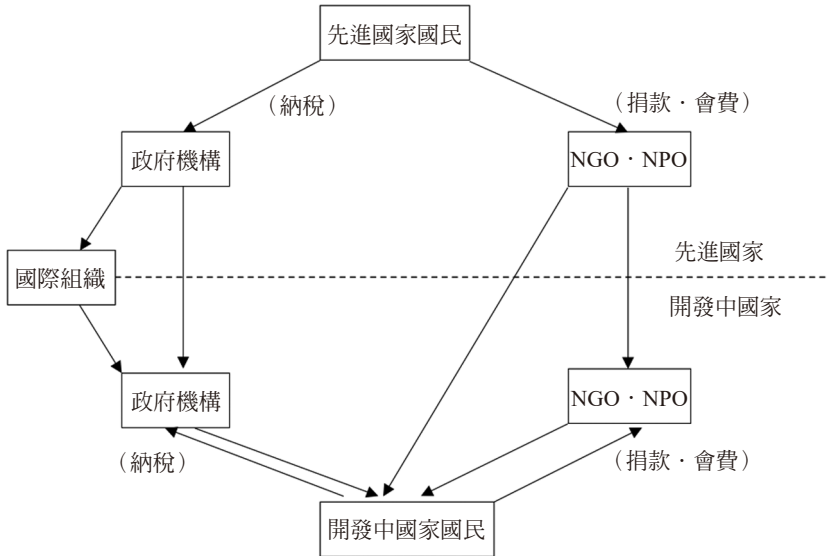 先進國家國民
（納稅）
（捐款．會費）
政府機構
NGO．NPO
先進國家
國際組織
開發中國家
政府機構
NGO．NPO
（納稅）
（捐款．會費）
開發中國家國民